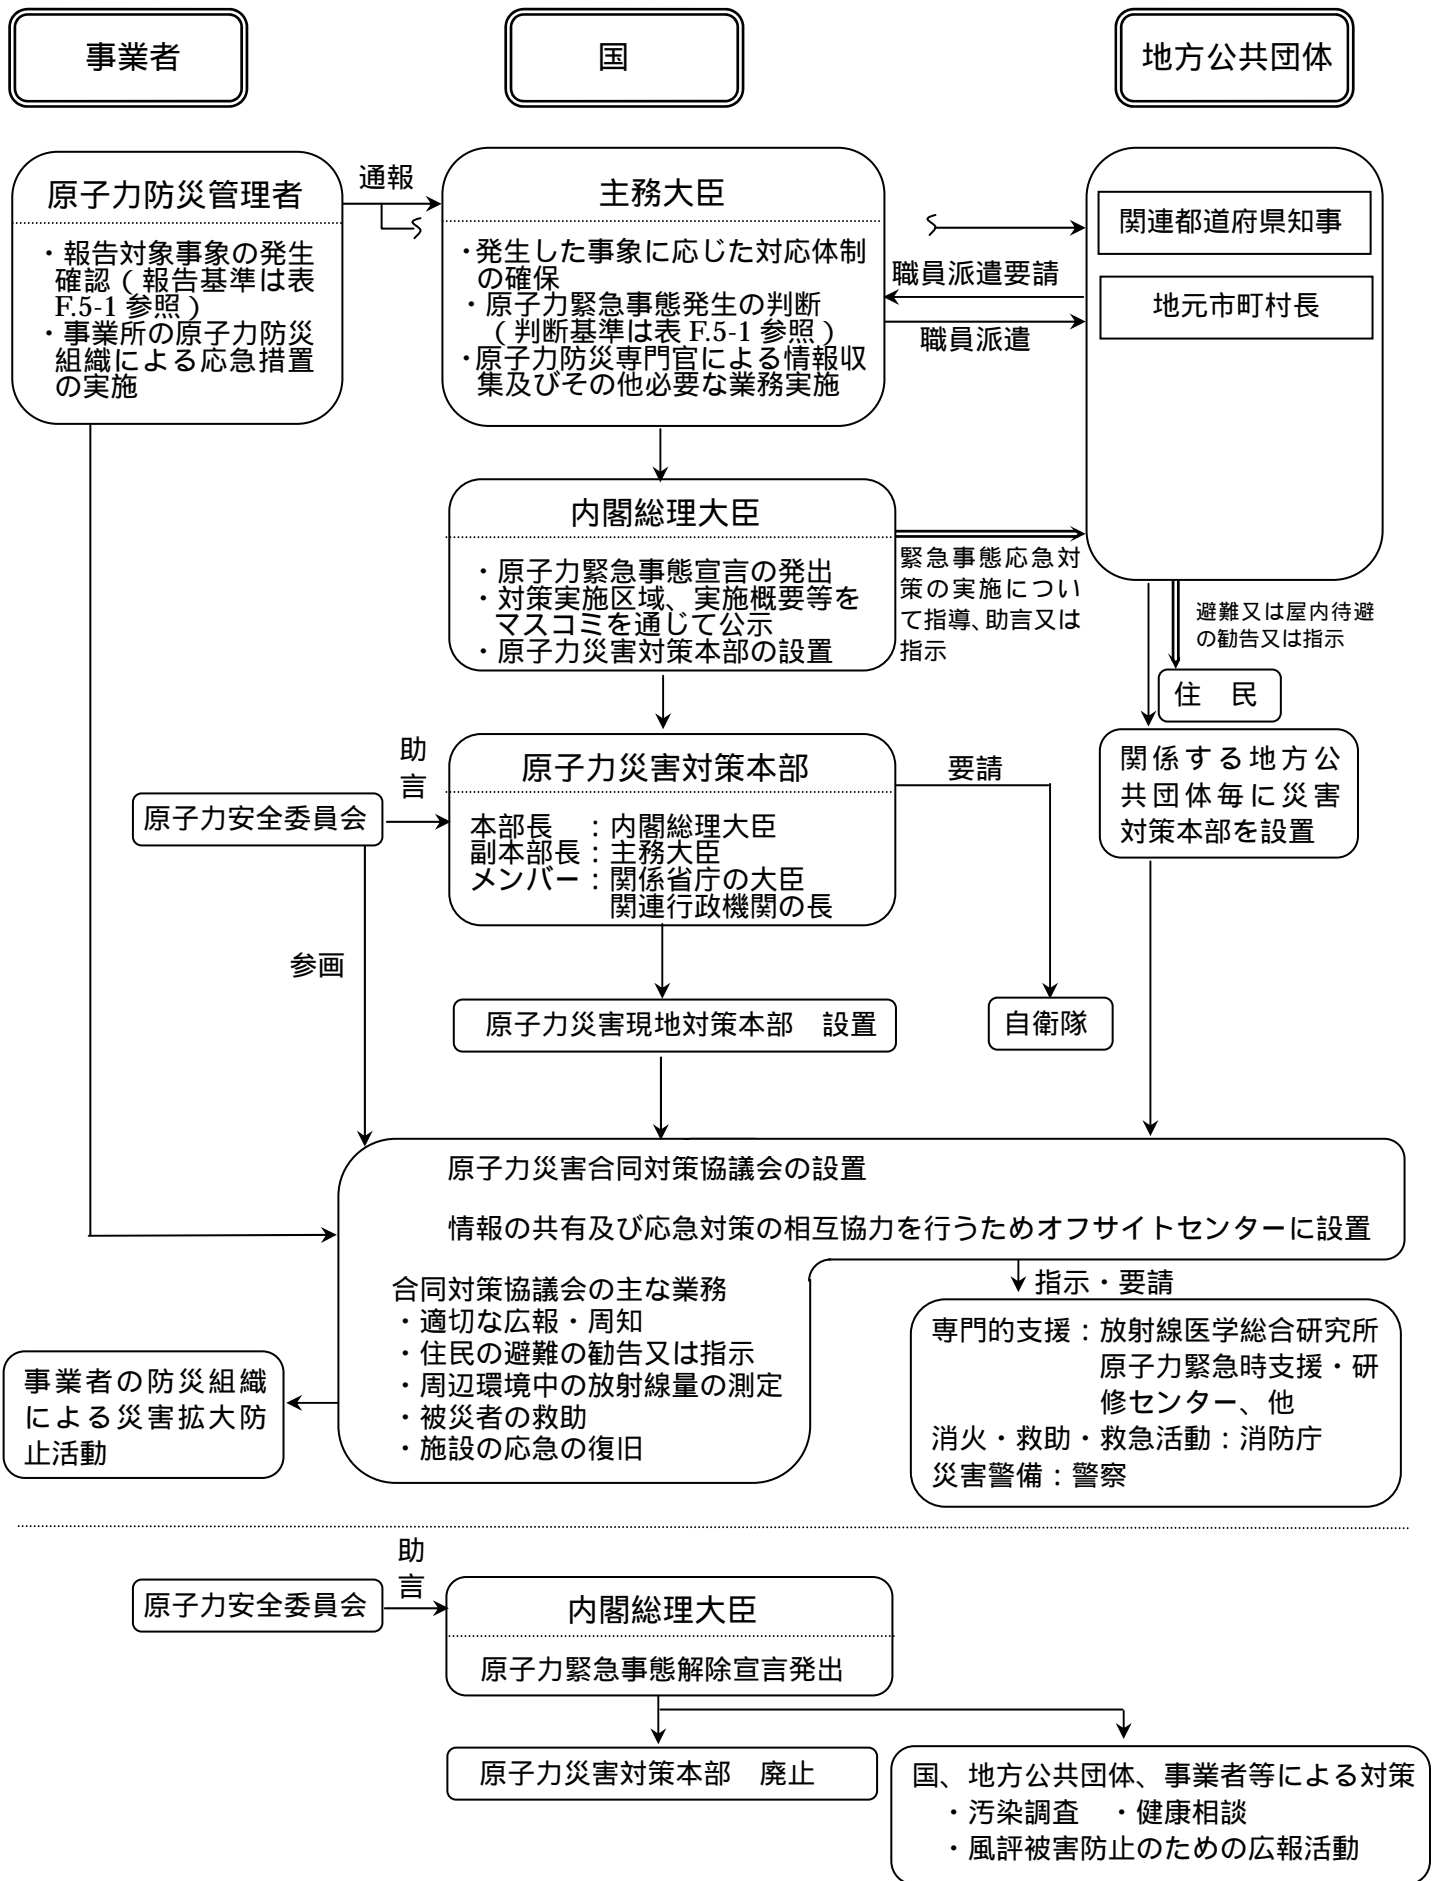 事業者
国
地方公共団体
原子力防災管理者
・報告対象事象の発生
確認（報告基準は表
F.5-1 参照）
・事業所の原子力防災
組織による応急措置
の実施
通報
主務大臣
・発生した事象に応じた対応体制
の確保
・原子力緊急事態発生の判断
（判断基準は表 F.5-1 参照）
・原子力防災専門官による情報収
集及びその他必要な業務実施
職員派遣要請
職員派遣
関連都道府県知事
地元市町村長
内閣総理大臣
・原子力緊急事態宣言の発出
・対策実施区域、実施概要等を
マスコミを通じて公示
・原子力災害対策本部の設置
緊急事態応急対
策の実施につい
て指導、助言又は
指示
避難又は屋内待避
の勧告又は指示
住　民
助
言
原子力安全委員会
原子力災害対策本部
本部長　：内閣総理大臣
副本部長：主務大臣
メンバー：関係省庁の大臣
関連行政機関の長
要請
関係する地方公
共団体毎に災害
対策本部を設置
参画
原子力災害現地対策本部　設置
自衛隊
原子力災害合同対策協議会の設置
情報の共有及び応急対策の相互協力を行うためオフサイトセンターに設置
合同対策協議会の主な業務
・適切な広報・周知
・住民の避難の勧告又は指示
・周辺環境中の放射線量の測定
・被災者の救助
・施設の応急の復旧
指示・要請
専門的支援：放射線医学総合研究所
原子力緊急時支援・研
修センター、他
消火・救助・救急活動：消防庁
災害警備：警察
事業者の防災組織
による災害拡大防
止活動
助
言
原子力安全委員会
内閣総理大臣
原子力緊急事態解除宣言発出
原子力災害対策本部　廃止
国、地方公共団体、事業者等による対策
・汚染調査　・健康相談
・風評被害防止のための広報活動